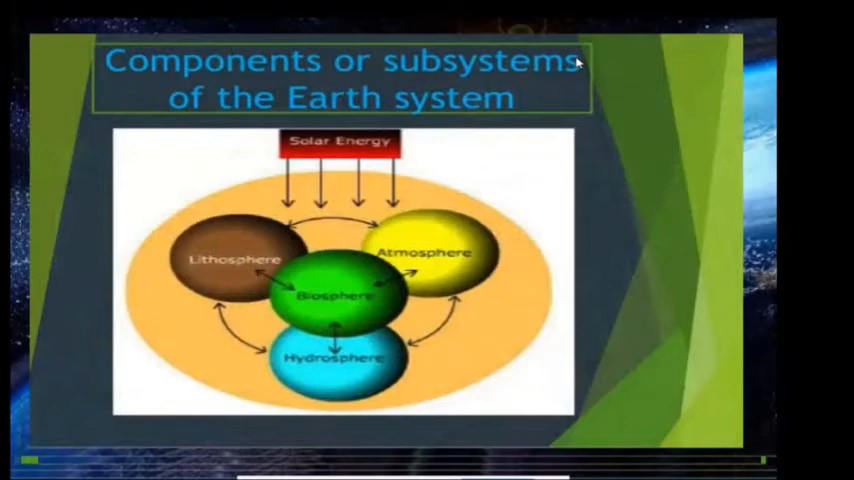 Components or subsystems
of the Earth system
Solar Energy
Lithosphere
Atmosphere
Biosphere
Hydrosphere